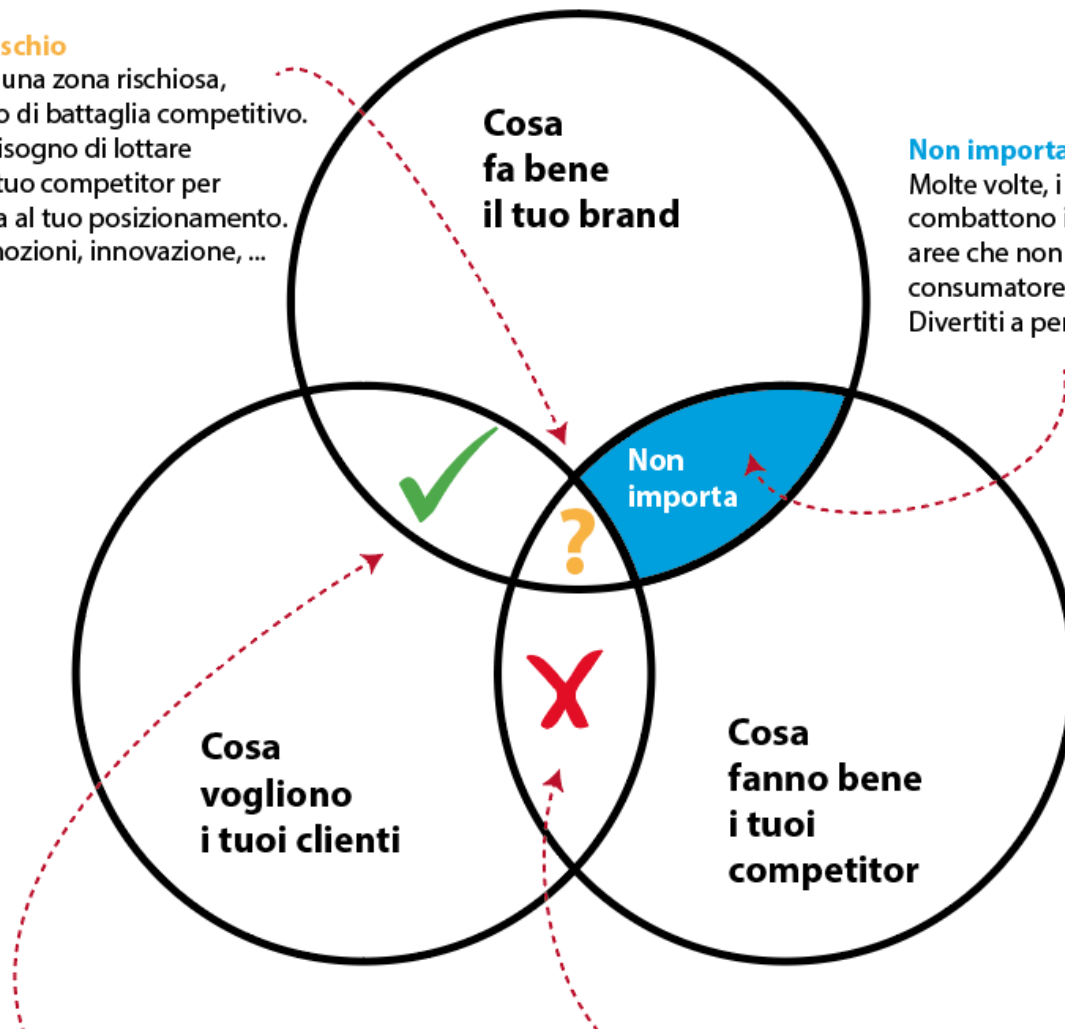 schio
una zona rischiosa,
o di battaglia competitivo.
isogno di lottare
tuo competitor per
a al tuo posizionamento.
nozioni, innovazione, ...
Cosa
fa bene
il tuo brand
Non importa
Molte volte, i
combattono i
aree che non
consumatore
Divertiti a per
Non
importa
?
Cosa
vogliono
i tuoi clienti
Cosa
fanno bene
i tuoi
competitor